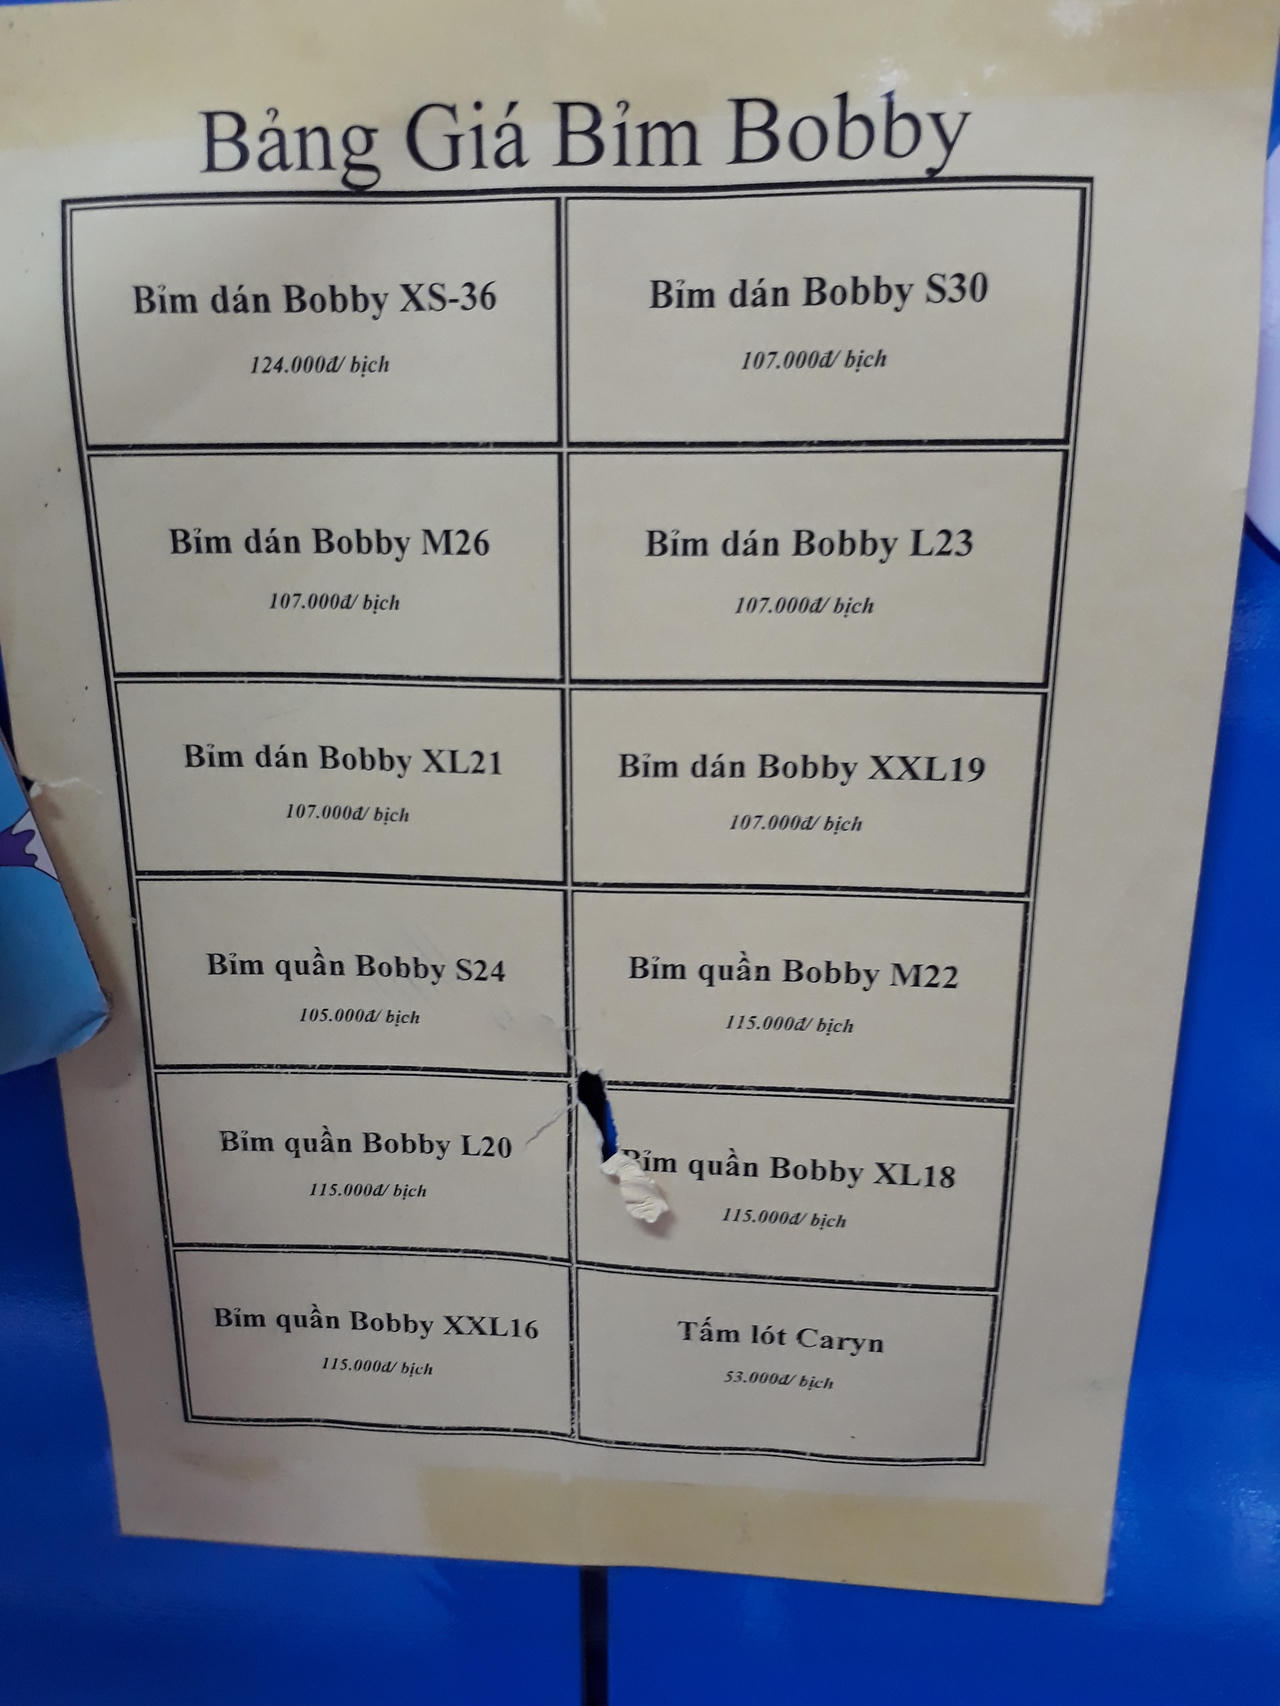 Bảng Giá Bỉm Bobby
Bỉm dán Bobby XS-36
124.000đ/ bịch
Bỉm dán Bobby S30
107.000đ/ bịch
Bỉm dán Bobby M26
107.000đ/ bịch
Bỉm dán Bobby L23
107.000đ/ bịch
Bỉm dán Bobby XL21
107.000đ/ bịch
Bỉm dán Bobby XXL19
107.000đ/ bịch
Bỉm quần Bobby S24
105.000đ/ bịch
Bỉm quần Bobby M22
115.000đ/ bịch
Bỉm quần Bobby L20
115.000đ/ bịch
Bỉm quần Bobby XL18
115.000đ/ bịch
Bỉm quần Bobby XXL16
115.000đ/ bịch
Tấm lót Caryn
53.000đ/ bịch